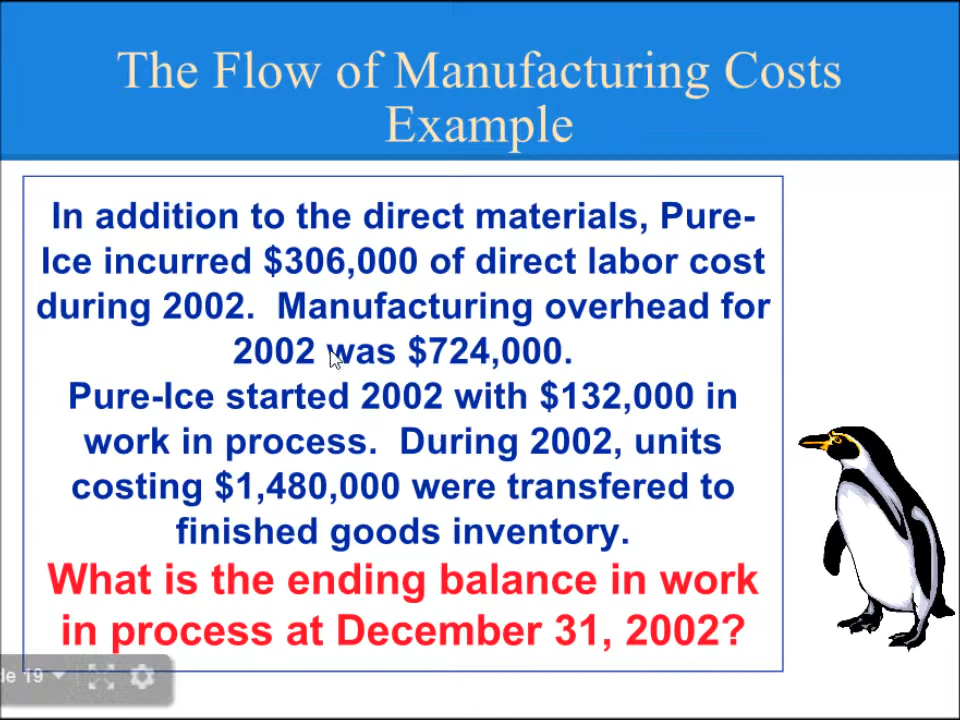 The Flow of Manufacturing Costs
Example
In addition to the direct materials, Pure-
Ice incurred $306,000 of direct labor cost
during 2002. Manufacturing overhead for
2002 was $724,000.
Pure-Ice started 2002 with $132,000 in
work in process. During 2002, units
costing $1,480,000 were transfered to
finished goods inventory.
What is the ending balance in work
in process at December 31, 2002?
de 19